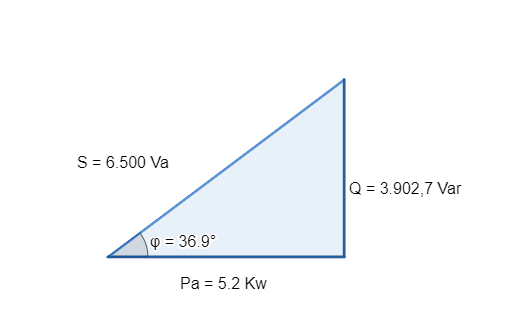 S = 6.500 Va
Q = 3.902,7 Var
φ = 36.9°
Pa = 5.2 Kw